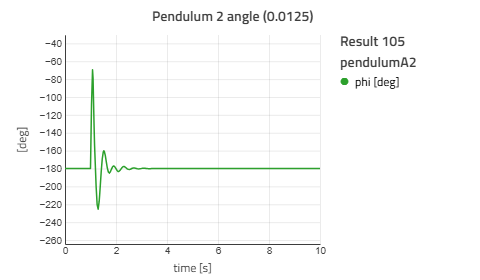 Pendulum 2 angle (0.0125)
Result 105
pendulumA2
phi [deg]
−40
−60
−80
−100
−120
−140
−160
−180
−200
−220
−240
−260
[deg]
0 2 4 6 8 10
time [s]